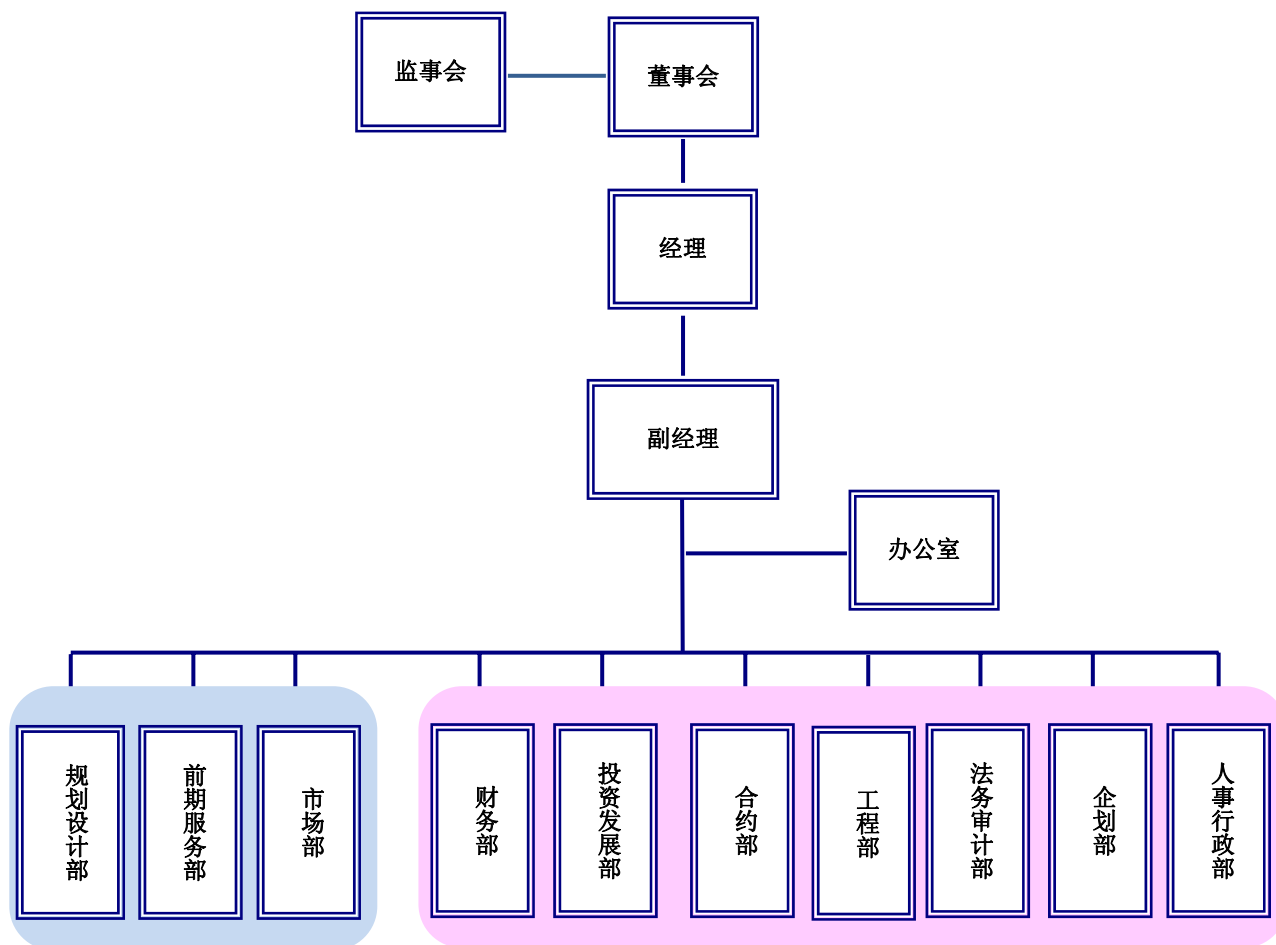 监事会
董事会
经理
副经理
办公室
规划设计部
前期服务部
市场部
财务部
投资发展部
合约部
工程部
法务审计部
企划部
人事行政部